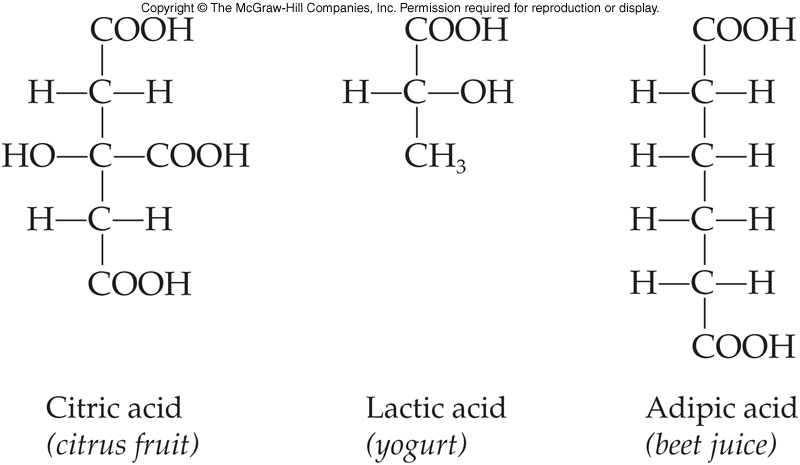 Copyright © The McGraw-Hill Companies, Inc. Permission required for reproduction or display.
COOH
H—C—H
HO—C—COOH
H—C—H
COOH
Citric acid
(citrus fruit)
COOH
H—C—OH
CH₃
Lactic acid
(yogurt)
COOH
H—C—H
H—C—H
H—C—H
H—C—H
COOH
Adipic acid
(beet juice)